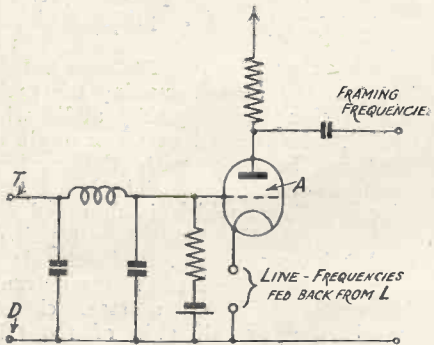 FRAMING
FREQUENCIES
A
T
LINE-FREQUENCIES
FED BACK FROM L
D